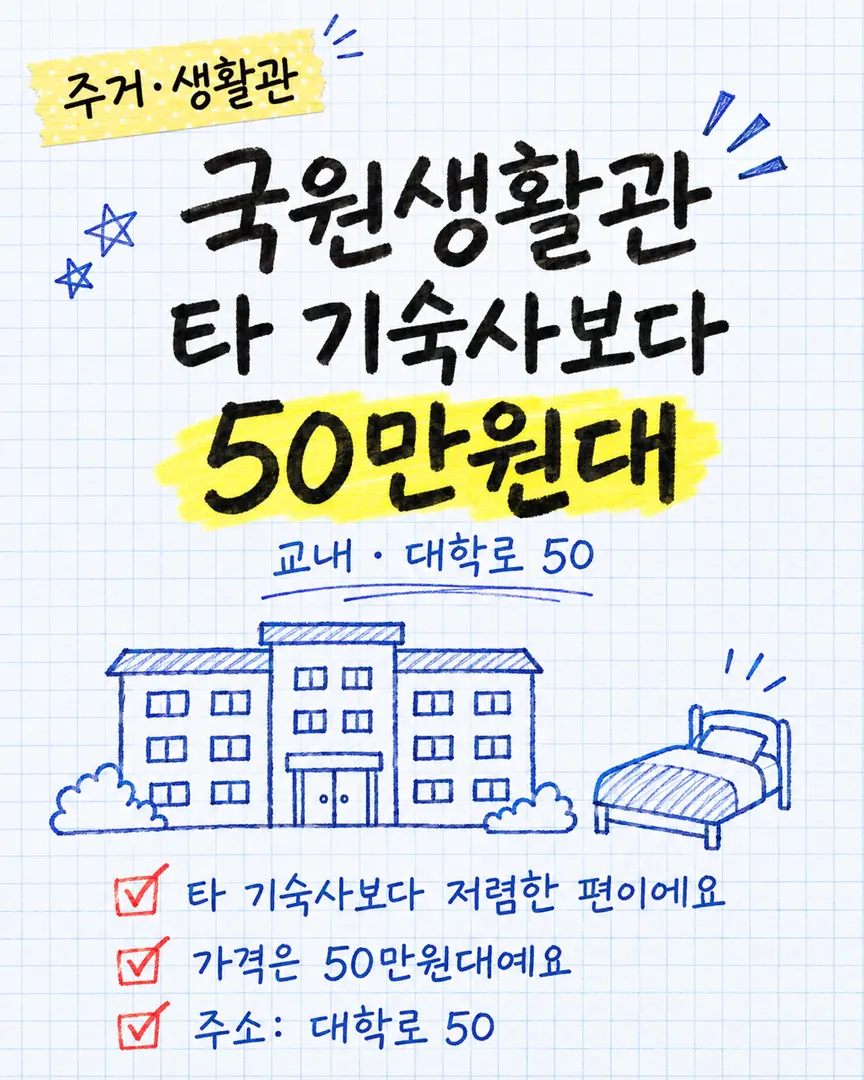 주거·생활관
국원생활관
타 기숙사보다
50만원대
교내 · 대학로 50
타 기숙사보다 저렴한 편이에요
가격은 50만원대예요
주소: 대학로 50